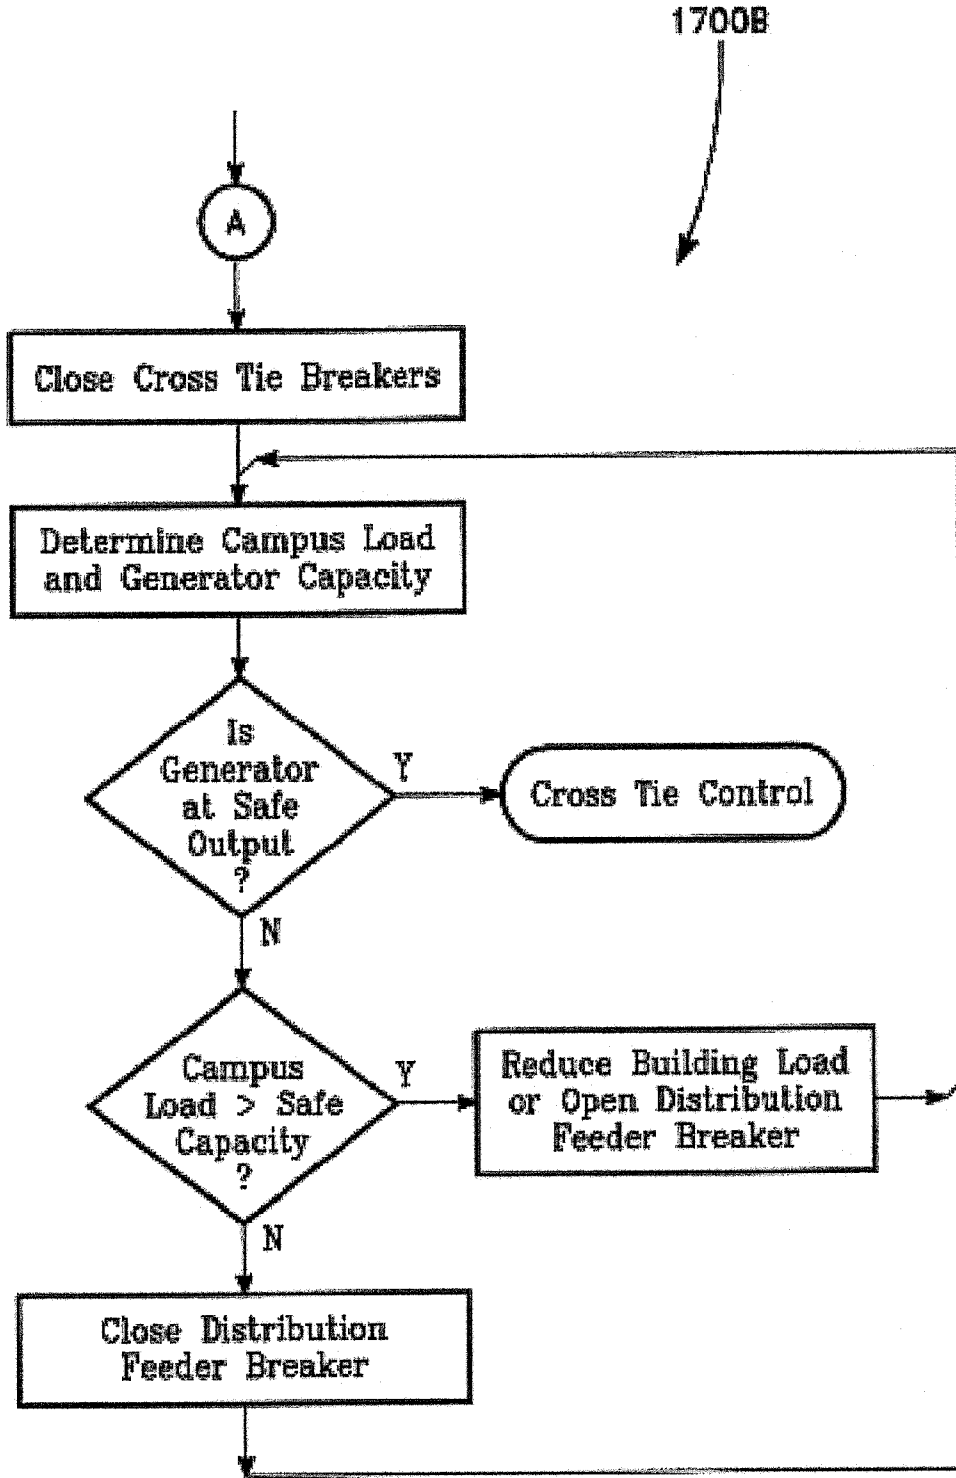 1700B
A
Close Cross Tie Breakers
Determine Campus Load
and Generator Capacity
Is
Generator
at Safe
Output
?
Y
Cross Tie Control
N
Campus
Load > Safe
Capacity
?
Y
Reduce Building Load
or Open Distribution
Feeder Breaker
N
Close Distribution
Feeder Breaker